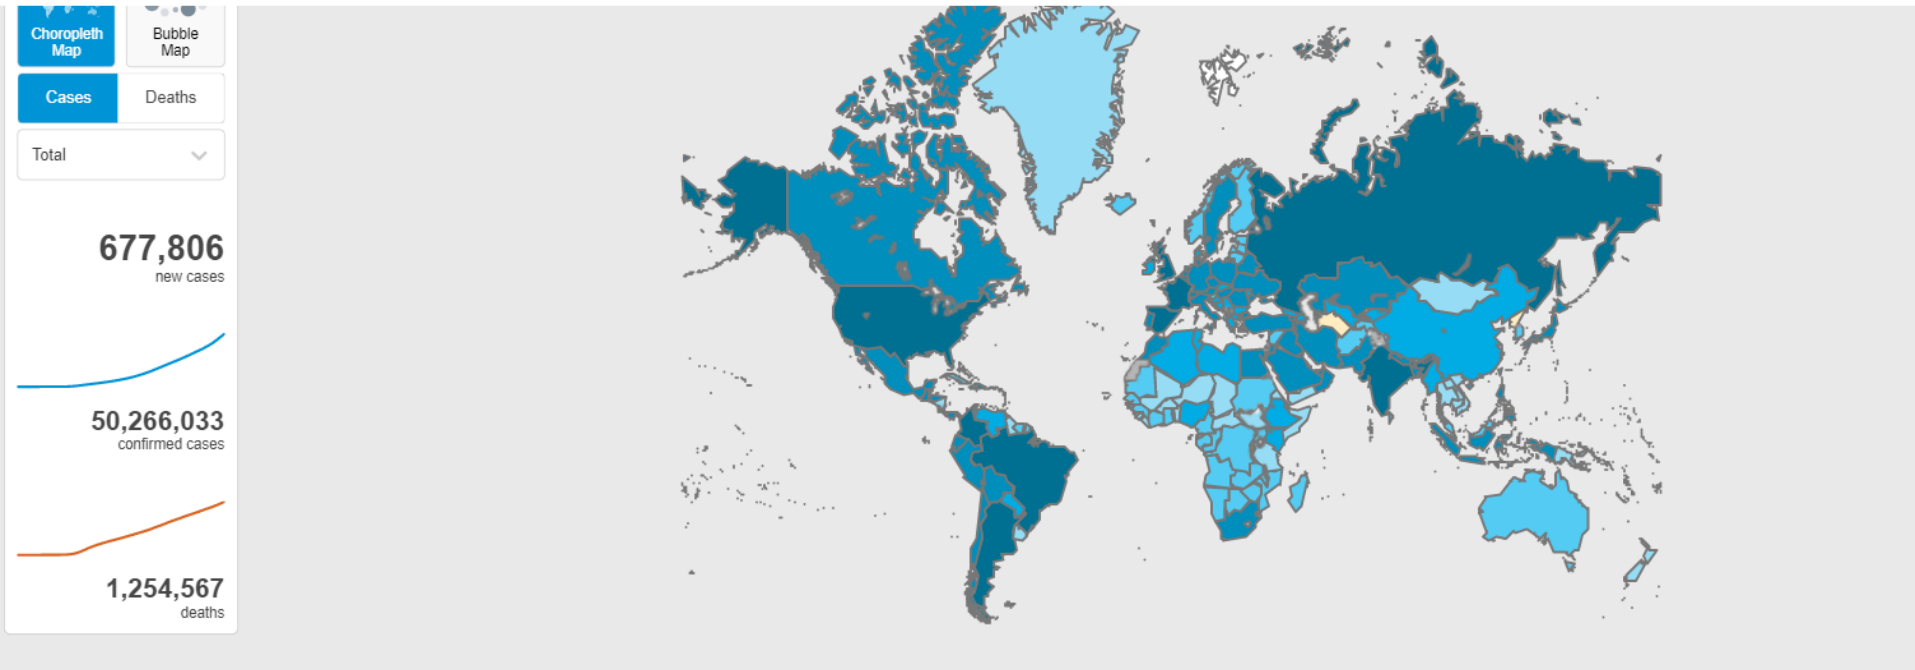 Choropleth
Map
Bubble
Map
Cases
Deaths
Total
677,806
new cases
50,266,033
confirmed cases
1,254,567
deaths